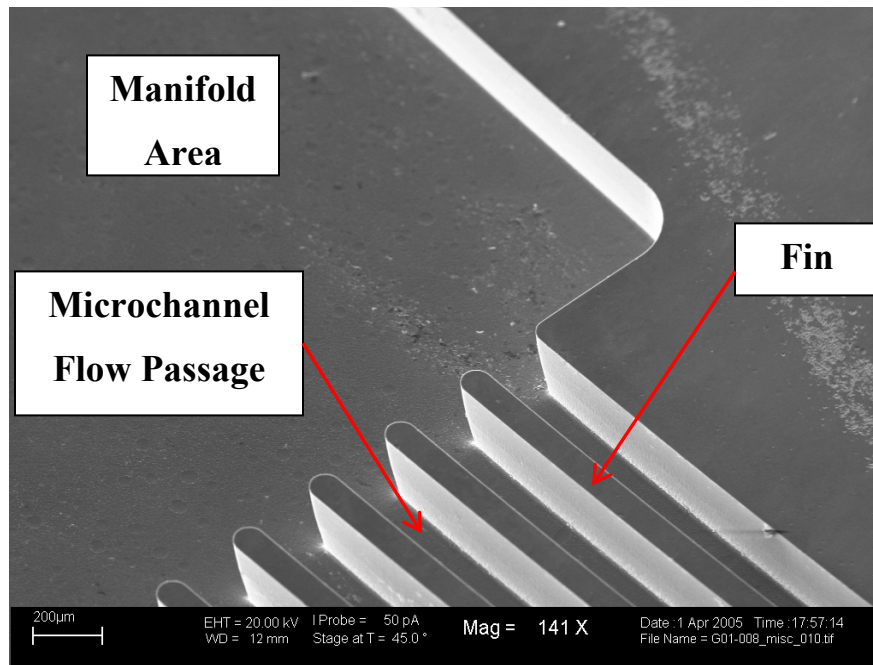 Manifold
Area
Fin
Microchannel
Flow Passage
200µm
EHT = 20.00 kV
WD = 12 mm
I Probe = 50 pA
Stage at T = 45.0 °
Mag = 141 X
Date :1 Apr 2005 Time :17:57:14
File Name = G01-008_misc_010.tif